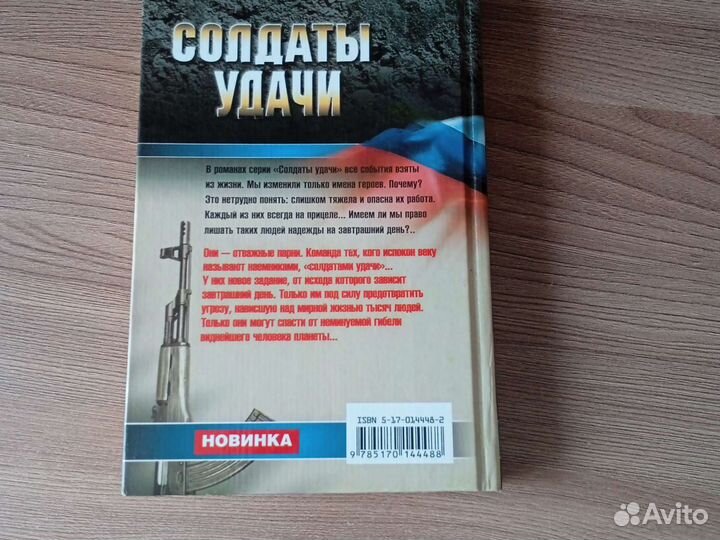 СОЛДАТЫ
УДАЧИ
В романах серии «Солдаты удачи» все события взяты
из жизни. Мы изменили только имена героев. Почему?
Это нетрудно понять: слишком тяжела и опасна их работа.
Каждый из них всегда на прицеле... Имеем ли мы право
лишать таких людей надежды на завтрашний день?..
Они — отважные парни. Команда тех, кого испокон веку
называют наемниками, «солдатами удачи»...
У них новое задание, от исхода которого зависит
завтрашний день. Только им под силу предотвратить
угрозу, нависшую над мирной жизнью тысяч людей.
Только они могут спасти от неминуемой гибели
виднейшего человека планеты...
НОВИНКА
ISBN 5-17-014448-2
9 785170 144488
Avito